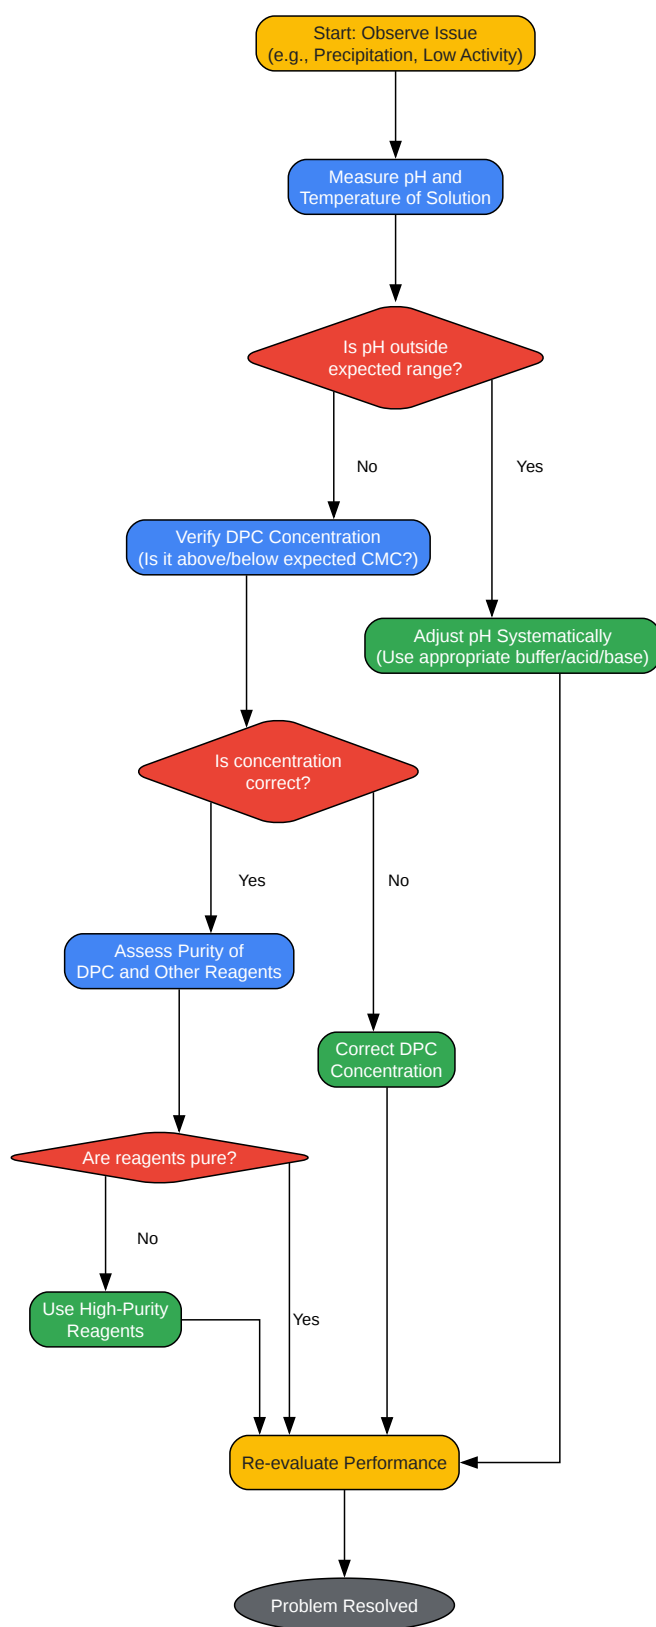 Start: Observe Issue
(e.g., Precipitation, Low Activity)
Measure pH and
Temperature of Solution
Is pH outside
expected range?
No
Yes
Verify DPC Concentration
(Is it above/below expected CMC?)
Adjust pH Systematically
(Use appropriate buffer/acid/base)
Is concentration
correct?
Yes
No
Assess Purity of
DPC and Other Reagents
Correct DPC
Concentration
Are reagents pure?
No
Use High-Purity
Reagents
Yes
Re-evaluate Performance
Problem Resolved